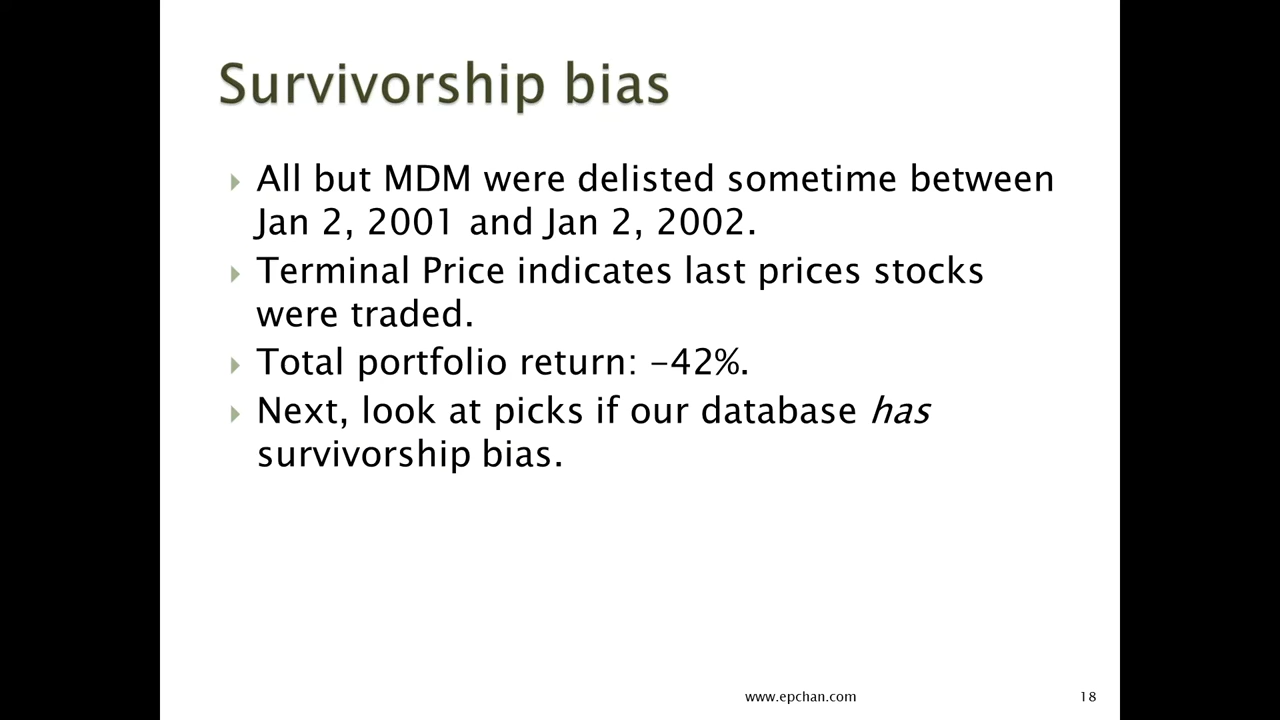 Survivorship bias
All but MDM were delisted sometime between
Jan 2, 2001 and Jan 2, 2002.
Terminal Price indicates last prices stocks
were traded.
Total portfolio return: -42%.
Next, look at picks if our database has
survivorship bias.
www.epchan.com
18